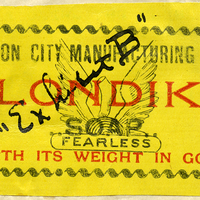 ON CITY MANUFACTURING
LONDIK
"Exhibit B"
SOAP
FEARLESS
TH ITS WEIGHT IN GO